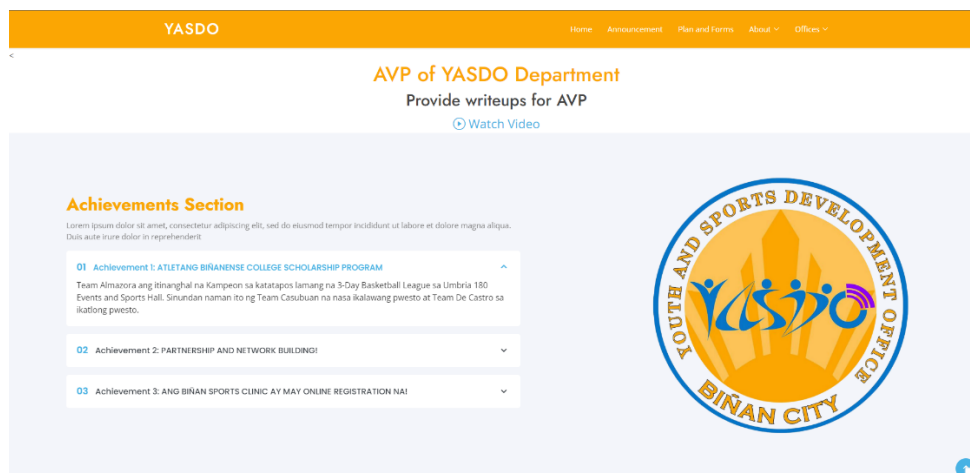 YASDO
Home Announcement Plan and Forms About Offices
<
AVP of YASDO Department
Provide writeups for AVP
Watch Video
Achievements Section
Lorem ipsum dolor sit amet, consectetur adipiscing elit, sed do eiusmod tempor incididunt ut labore et dolore magna aliqua.
Duis aute irure dolor in reprehenderit
01 Achievement 1: ATLETANG BIÑANENSE COLLEGE SCHOLARSHIP PROGRAM
Team Almazora ang itinanghal na Kampeon sa katatapos lamang na 3-Day Basketball League sa Umbria 180
Events and Sports Hall. Sinundan naman ito ng Team Casubuan na nasa ikalawang pwesto at Team De Castro sa
ikatlong pwesto.
02 Achievement 2: PARTNERSHIP AND NETWORK BUILDING!
03 Achievement 3: ANG BIÑAN SPORTS CLINIC AY MAY ONLINE REGISTRATION NA!
YOUTH AND SPORTS DEVELOPMENT OFFICE
YASDO
BIÑAN CITY